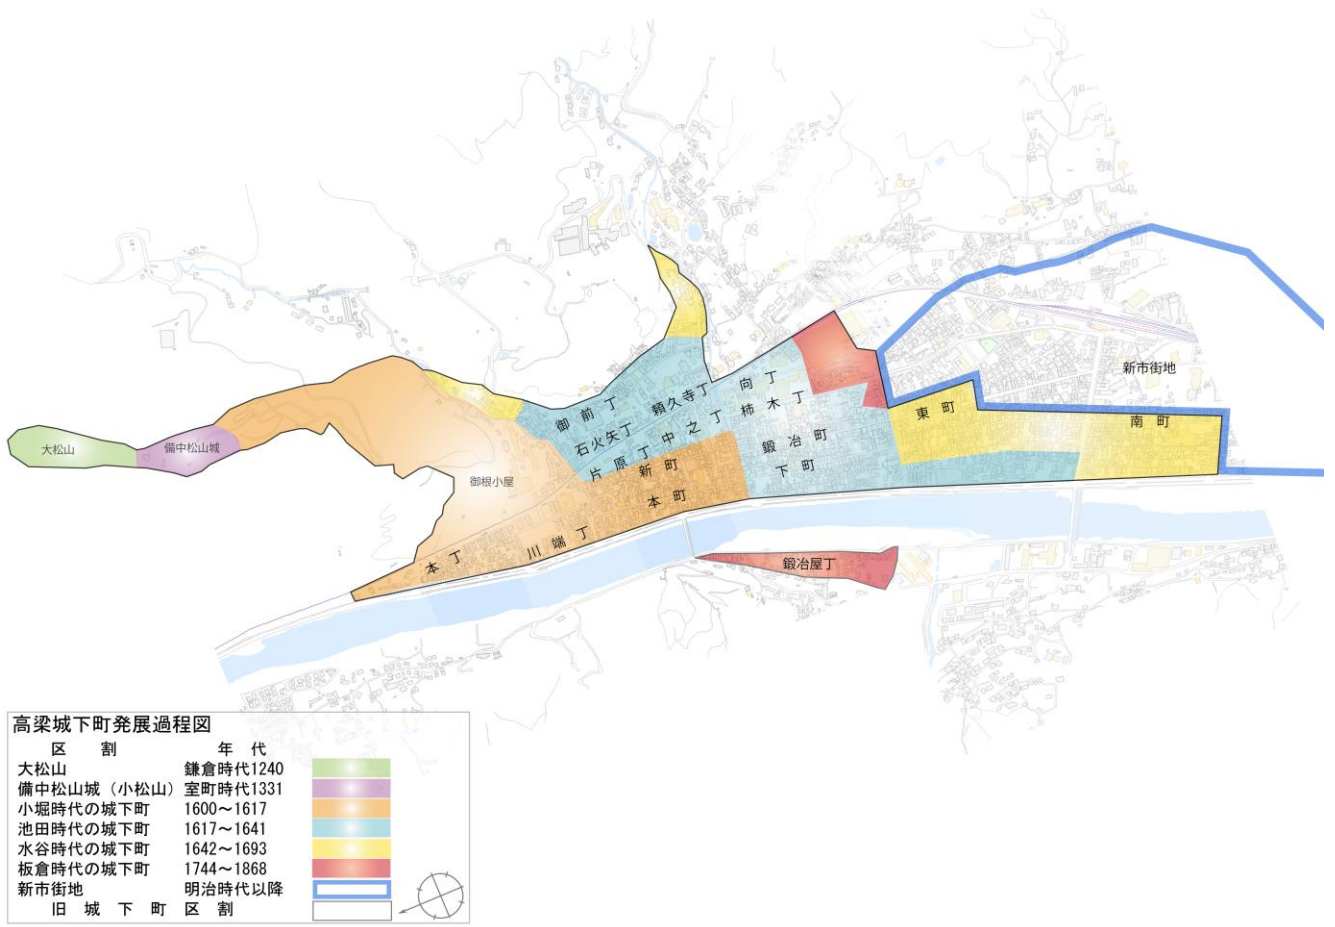 新市街地
向丁
頼久寺丁
御前丁
柿木丁
東町
南町
中之丁
石火矢丁
鍛冶町
大松山
備中松山城
片原丁
新町
下町
御根小屋
本町
川端丁
本丁
鍛冶屋丁
高梁城下町発展過程図
区割 年代
大松山 鎌倉時代1240
備中松山城（小松山） 室町時代1331
小堀時代の城下町 1600～1617
池田時代の城下町 1617～1641
水谷時代の城下町 1642～1693
板倉時代の城下町 1744～1868
新市街地 明治時代以降
旧城下町区割